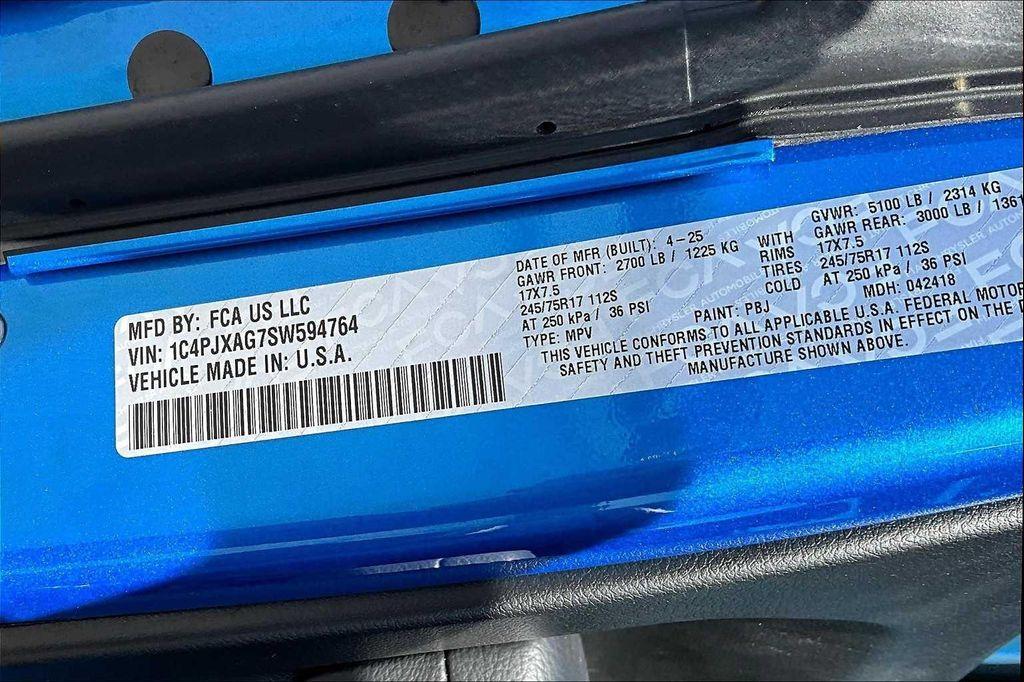 MFD BY: FCA US LLC
VIN: 1C4PJXAG7SW594764
VEHICLE MADE IN: U.S.A.
DATE OF MFR (BUILT): 4-25
GAWR FRONT: 2700 LB / 1225 KG
17X7.5
245/75R17 112S
AT 250 kPa / 36 PSI
TYPE: MPV
WITH
RIMS
TIRES
COLD
GVWR: 5100 LB / 2314 KG
GAWR REAR: 3000 LB / 1361
17X7.5
245/75R17 112S
AT 250 kPa / 36 PSI
PAINT: PBJ
MDH: 042418
THIS VEHICLE CONFORMS TO ALL APPLICABLE U.S.A. FEDERAL MOTOR
SAFETY AND THEFT PREVENTION STANDARDS IN EFFECT ON THE
MANUFACTURE SHOWN ABOVE.